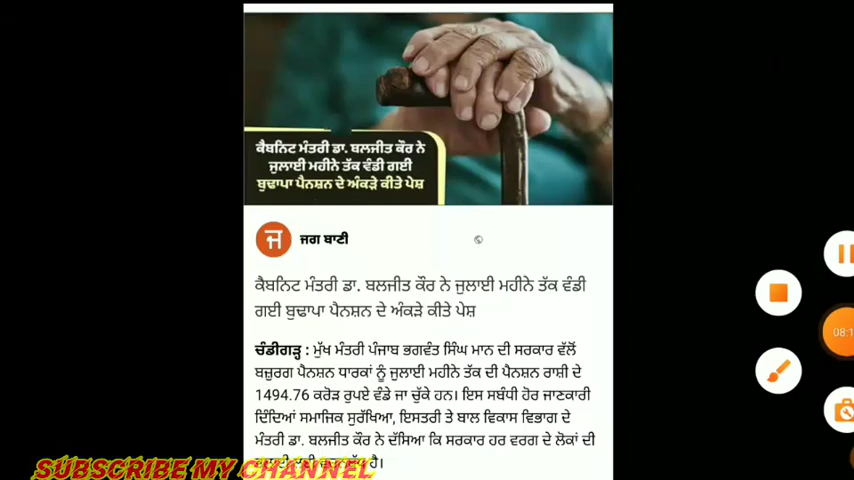 ਕੈਬਨਿਟ ਮੰਤਰੀ ਡਾ. ਬਲਜੀਤ ਕੌਰ ਨੇ
ਜੁਲਾਈ ਮਹੀਨੇ ਤੱਕ ਵੰਡੀ ਗਈ
ਬੁਢਾਪਾ ਪੈਨਸ਼ਨ ਦੇ ਅੰਕੜੇ ਕੀਤੇ ਪੇਸ਼
ਜ
ਜਗ ਬਾਣੀ
ਕੈਬਨਿਟ ਮੰਤਰੀ ਡਾ. ਬਲਜੀਤ ਕੌਰ ਨੇ ਜੁਲਾਈ ਮਹੀਨੇ ਤੱਕ ਵੰਡੀ
ਗਈ ਬੁਢਾਪਾ ਪੈਨਸ਼ਨ ਦੇ ਅੰਕੜੇ ਕੀਤੇ ਪੇਸ਼
ਚੰਡੀਗੜ੍ਹ : ਮੁੱਖ ਮੰਤਰੀ ਪੰਜਾਬ ਭਗਵੰਤ ਸਿੰਘ ਮਾਨ ਦੀ ਸਰਕਾਰ ਵੱਲੋਂ
ਬਜ਼ੁਰਗ ਪੈਨਸ਼ਨ ਧਾਰਕਾਂ ਨੂੰ ਜੁਲਾਈ ਮਹੀਨੇ ਤੱਕ ਦੀ ਪੈਨਸ਼ਨ ਰਾਸ਼ੀ ਦੇ
1494.76 ਕਰੋੜ ਰੁਪਏ ਵੰਡੇ ਜਾ ਚੁੱਕੇ ਹਨ। ਇਸ ਸਬੰਧੀ ਹੋਰ ਜਾਣਕਾਰੀ
ਦਿੰਦਿਆਂ ਸਮਾਜਿਕ ਸੁਰੱਖਿਆ, ਇਸਤਰੀ ਤੇ ਬਾਲ ਵਿਕਾਸ ਵਿਭਾਗ ਦੇ
ਮੰਤਰੀ ਡਾ. ਬਲਜੀਤ ਕੌਰ ਨੇ ਦੱਸਿਆ ਕਿ ਸਰਕਾਰ ਹਰ ਵਰਗ ਦੇ ਲੋਕਾਂ ਦੀ
ਹੈ।
SUBSCRIBE MY CHANNEL
08:1